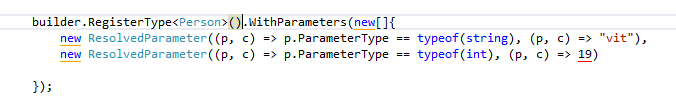 builder.RegisterType<Person>().WithParameters(new[]{
new ResolvedParameter((p, c) => p.ParameterType == typeof(string), (p, c) => "vit"),
new ResolvedParameter((p, c) => p.ParameterType == typeof(int), (p, c) => 19)
});